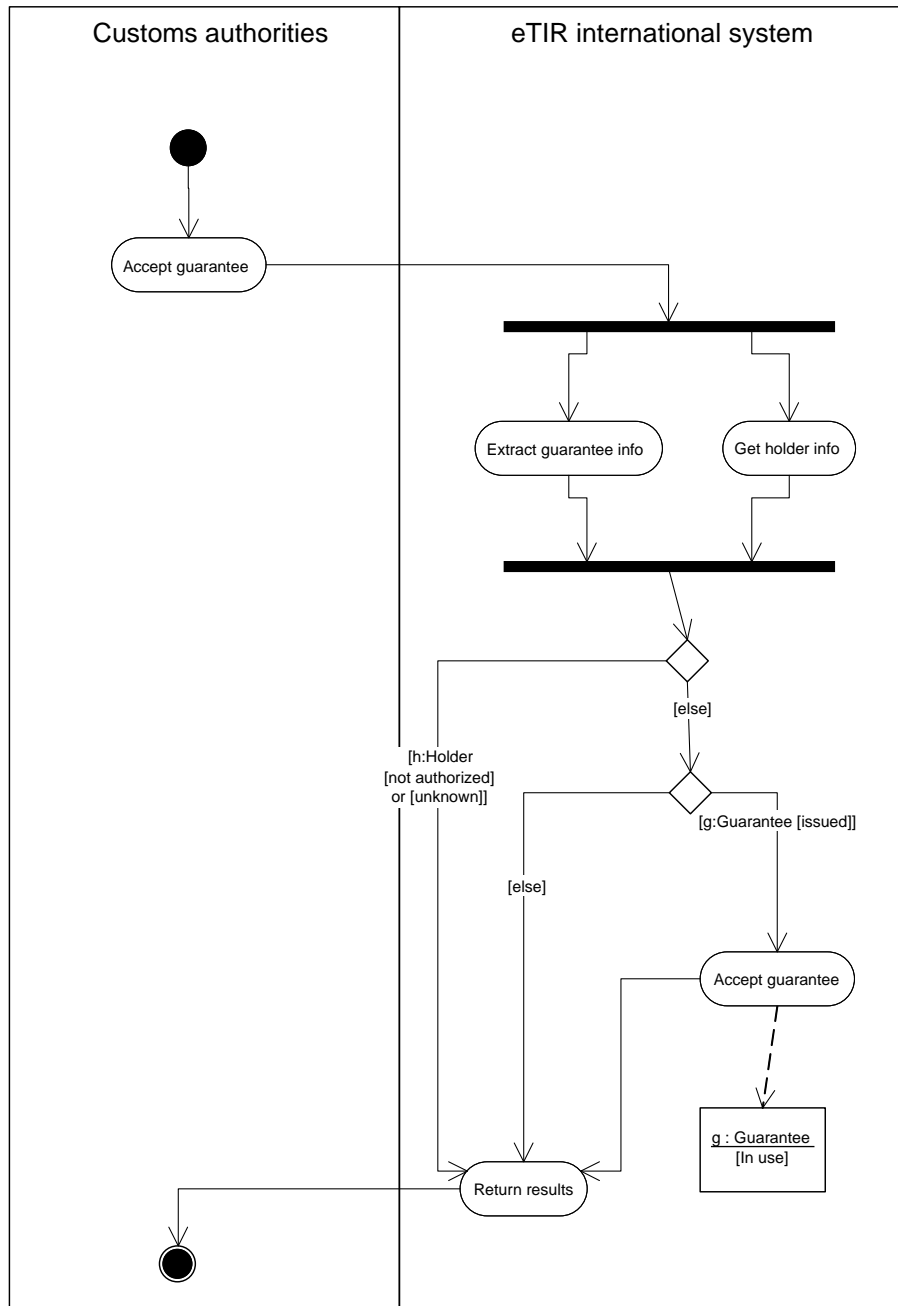 Customs authorities
eTIR international system
Accept guarantee
Extract guarantee info
Get holder info
[else]
[h:Holder
[not authorized]
or [unknown]]
[g:Guarantee [issued]]
[else]
Accept guarantee
g : Guarantee
[In use]
Return results